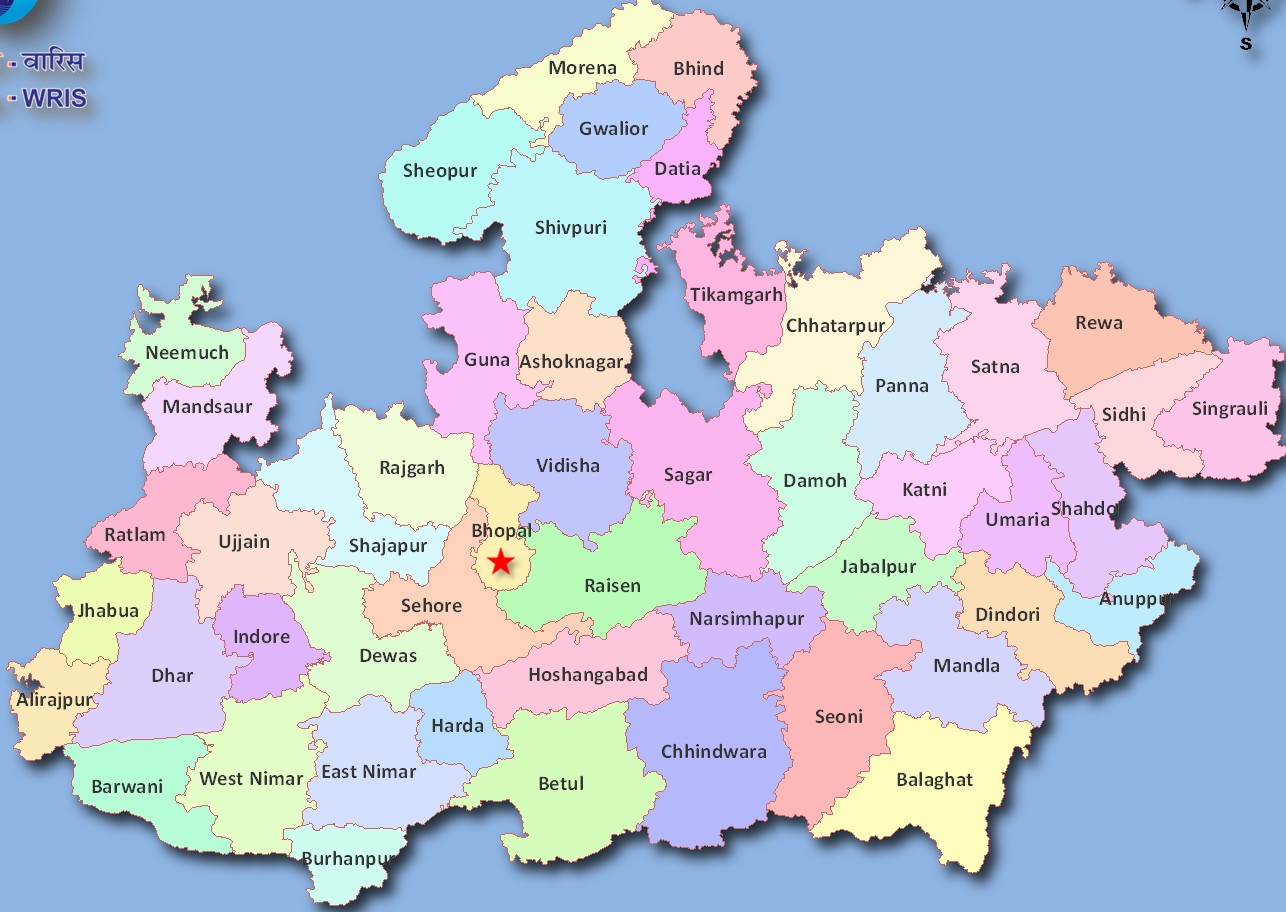 - वारिस
- WRIS
S
Morena
Bhind
Gwalior
Datia
Sheopur
Shivpuri
Tikamgarh
Chhatarpur
Rewa
Neemuch
Guna
Ashoknagar
Panna
Satna
Mandsaur
Sidhi
Singrauli
Rajgarh
Vidisha
Sagar
Damoh
Katni
Umaria
Shahdo
Ratlam
Ujjain
Shajapur
Bhopal
Jabalpur
Raisen
Jhabua
Sehore
Anuppur
Indore
Narsimhapur
Dindori
Dewas
Dhar
Hoshangabad
Mandla
Alirajpur
Harda
Seoni
Chhindwara
West Nimar
East Nimar
Barwani
Betul
Balaghat
Burhanpur